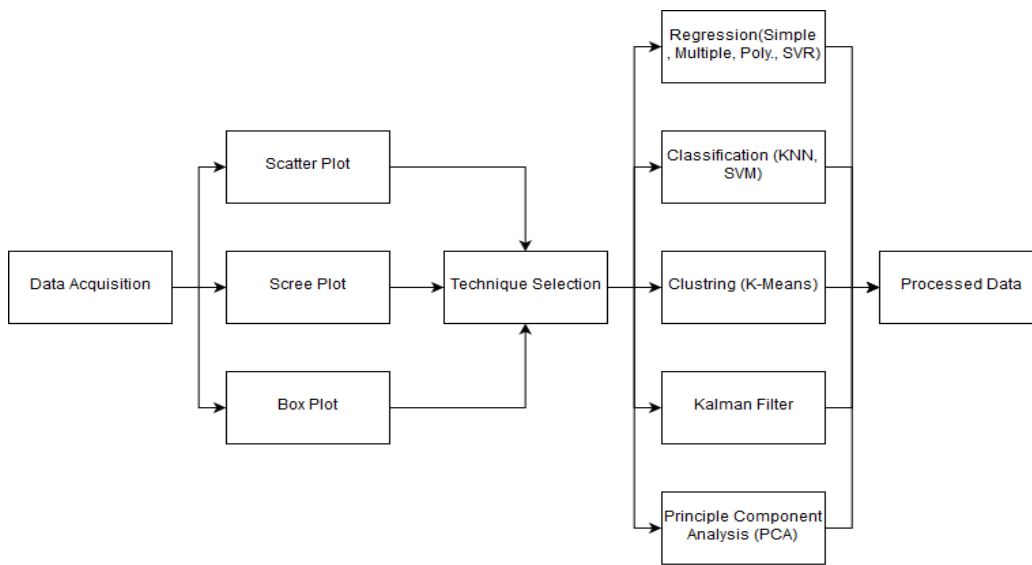 Data Acquisition
Scatter Plot
Scree Plot
Box Plot
Technique Selection
Regression(Simple
, Multiple, Poly., SVR)
Classification (KNN,
SVM)
Clustring (K-Means)
Kalman Filter
Principle Component
Analysis (PCA)
Processed Data